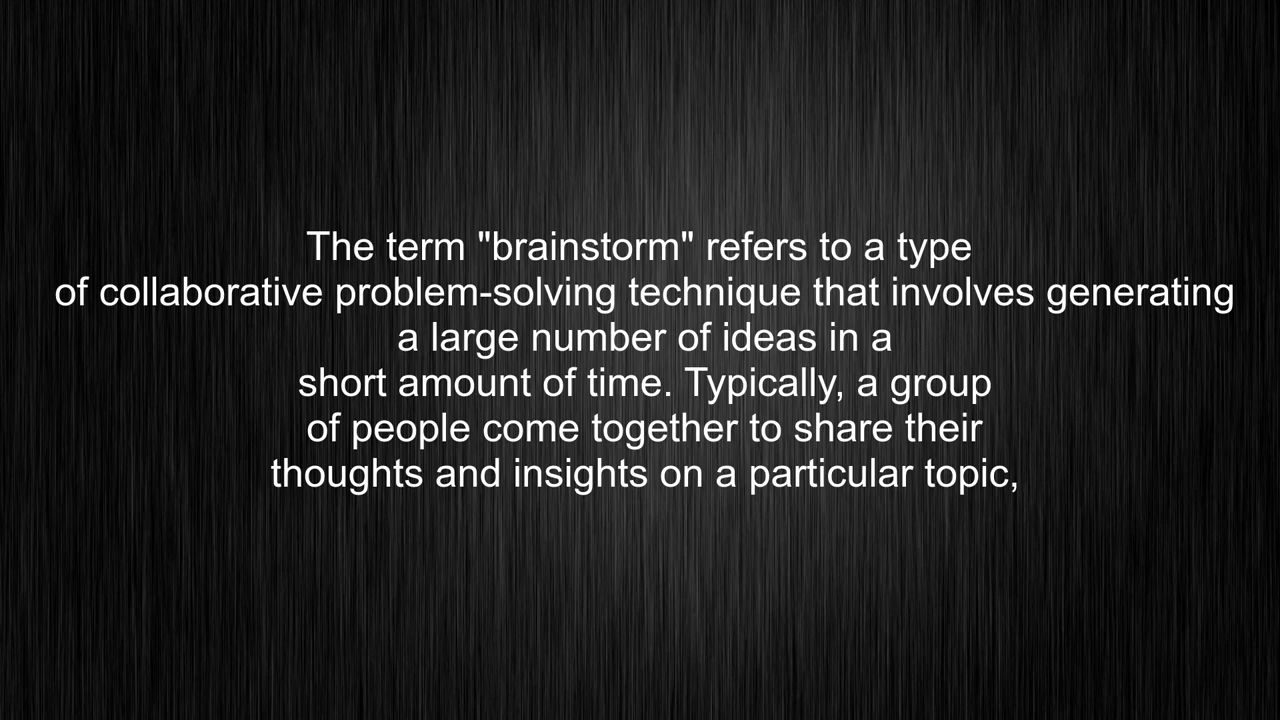 The term "brainstorm" refers to a type
of collaborative problem-solving technique that involves generating
a large number of ideas in a
short amount of time. Typically, a group
of people come together to share their
thoughts and insights on a particular topic,